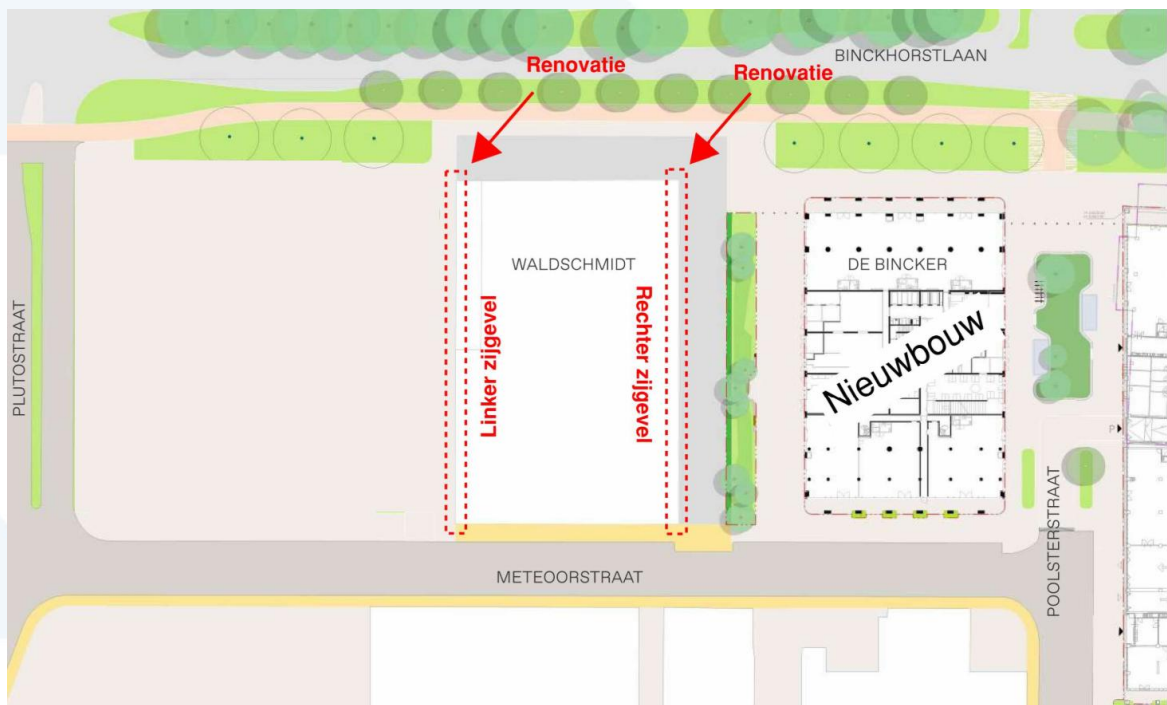 BINCKHORSTLAAN
Renovatie
Renovatie
WALDSCHMIDT
DE BINCKER
Linker zijgevel
Rechter zijgevel
Nieuwbouw
PLUTOSTRAAT
METEOORSTRAAT
POOLSTERSTRAAT